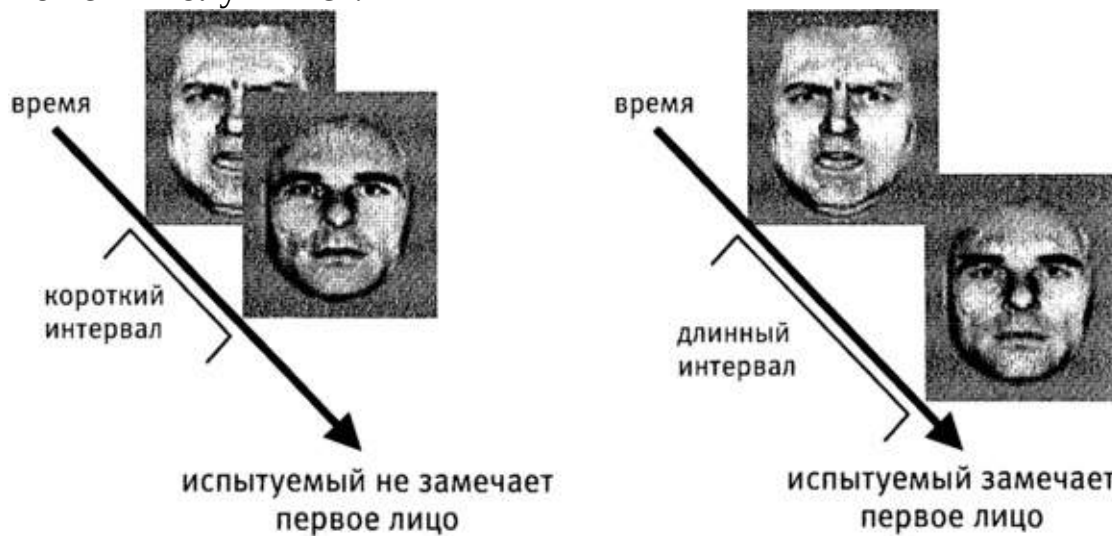 время
короткий
интервал
испытуемый не замечает
первое лицо
время
длинный
интервал
испытуемый замечает
первое лицо